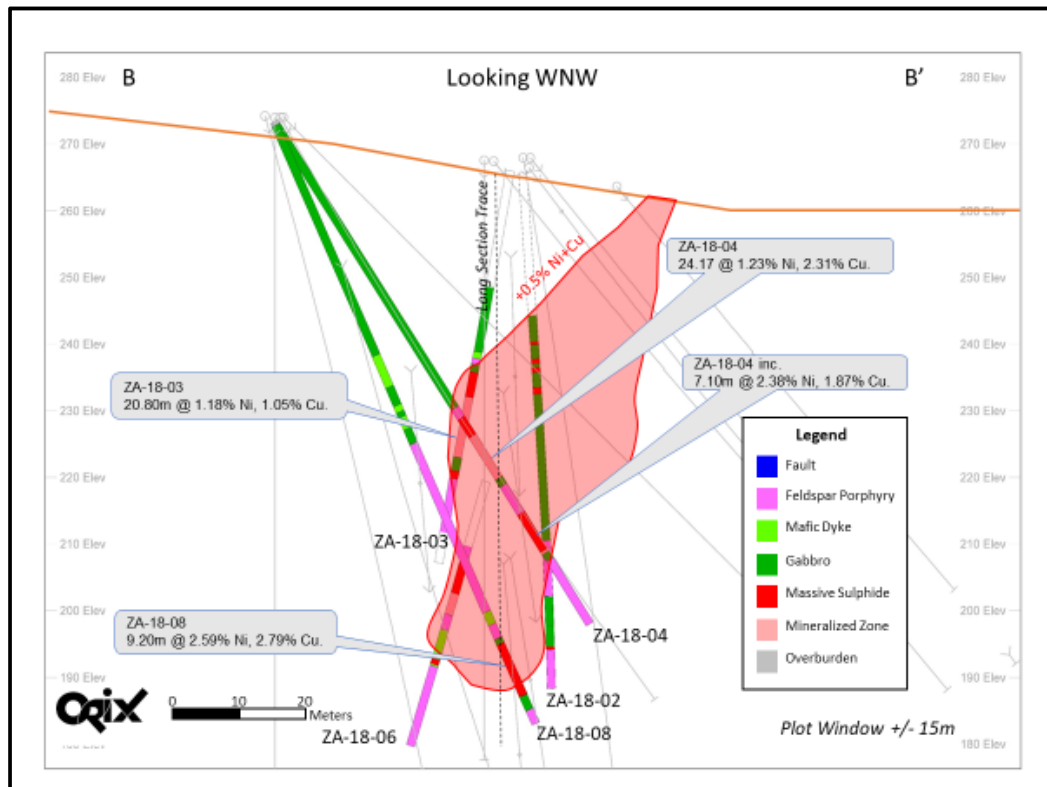 280 Elev
B
Looking WNW
B'
280 Elev
270 Elev
270 Elev
260 Elev
260 Elev
Long Section Trace
+0.5% Ni+Cu
ZA-18-04
24.17 @ 1.23% Ni, 2.31% Cu.
250 Elev
250 Elev
240 Elev
240 Elev
ZA-18-04 inc.
7.10m @ 2.38% Ni, 1.87% Cu.
ZA-18-03
20.80m @ 1.18% Ni, 1.05% Cu.
230 Elev
230 Elev
220 Elev
220 Elev
210 Elev
210 Elev
200 Elev
200 Elev
190 Elev
190 Elev
180 Elev
180 Elev
Legend
Fault
Feldspar Porphyry
Mafic Dyke
Gabbro
Massive Sulphide
Mineralized Zone
Overburden
ZA-18-03
ZA-18-08
9.20m @ 2.59% Ni, 2.79% Cu.
ZA-18-04
ZA-18-02
ZA-18-08
ZA-18-06
Orix
0 10 20
Meters
Plot Window +/- 15m